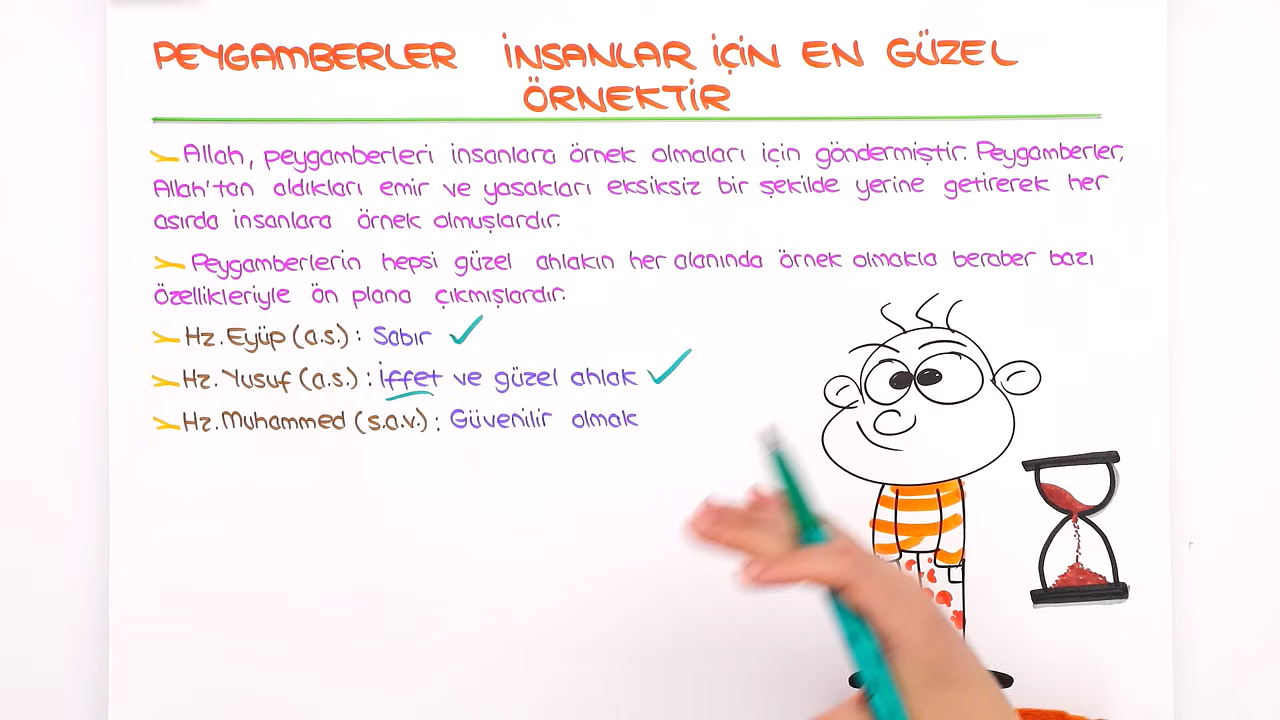 PEYGAMBERLER İNSANLAR İÇİN EN GÜZEL
ÖRNEKTİR
Allah, peygamberleri insanlara örnek olmaları için göndermiştir. Peygamberler,
Allah'tan aldıkları emir ve yasakları eksiksiz bir şekilde yerine getirerek her
asırda insanlara örnek olmuşlardır.
Peygamberlerin hepsi güzel ahlakın her alanında örnek olmakla beraber bazı
özellikleriyle ön plana çıkmışlardır.
Hz. Eyüp (a.s.): Sabır
Hz. Yusuf (a.s.): İffet ve güzel ahlak
Hz. Muhammed (s.a.v.): Güvenilir olmak